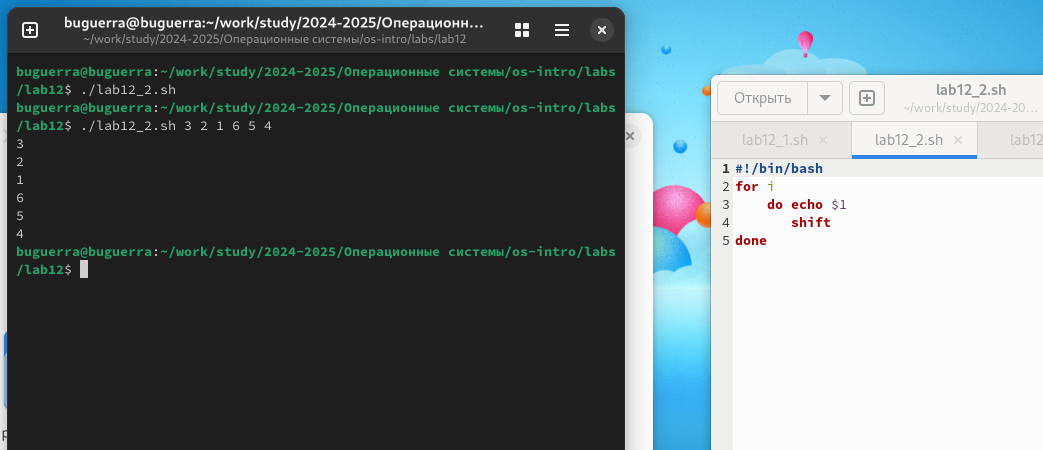 buguerra@buguerra:~/work/study/2024-2025/Операционн...
~/work/study/2024-2025/Операционные системы/os-intro/labs/lab12
buguerra@buguerra:~/work/study/2024-2025/Операционные системы/os-intro/labs
/lab12$ ./lab12_2.sh
buguerra@buguerra:~/work/study/2024-2025/Операционные системы/os-intro/labs
/lab12$ ./lab12_2.sh 3 2 1 6 5 4
3
2
1
6
5
4
buguerra@buguerra:~/work/study/2024-2025/Операционные системы/os-intro/labs
/lab12$
Открыть
lab12_2.sh
~/work/study/2024-20...
lab12_1.sh
lab12_2.sh
lab12
1 #!/bin/bash
2 for i
3     do echo $1
4        shift
5 done